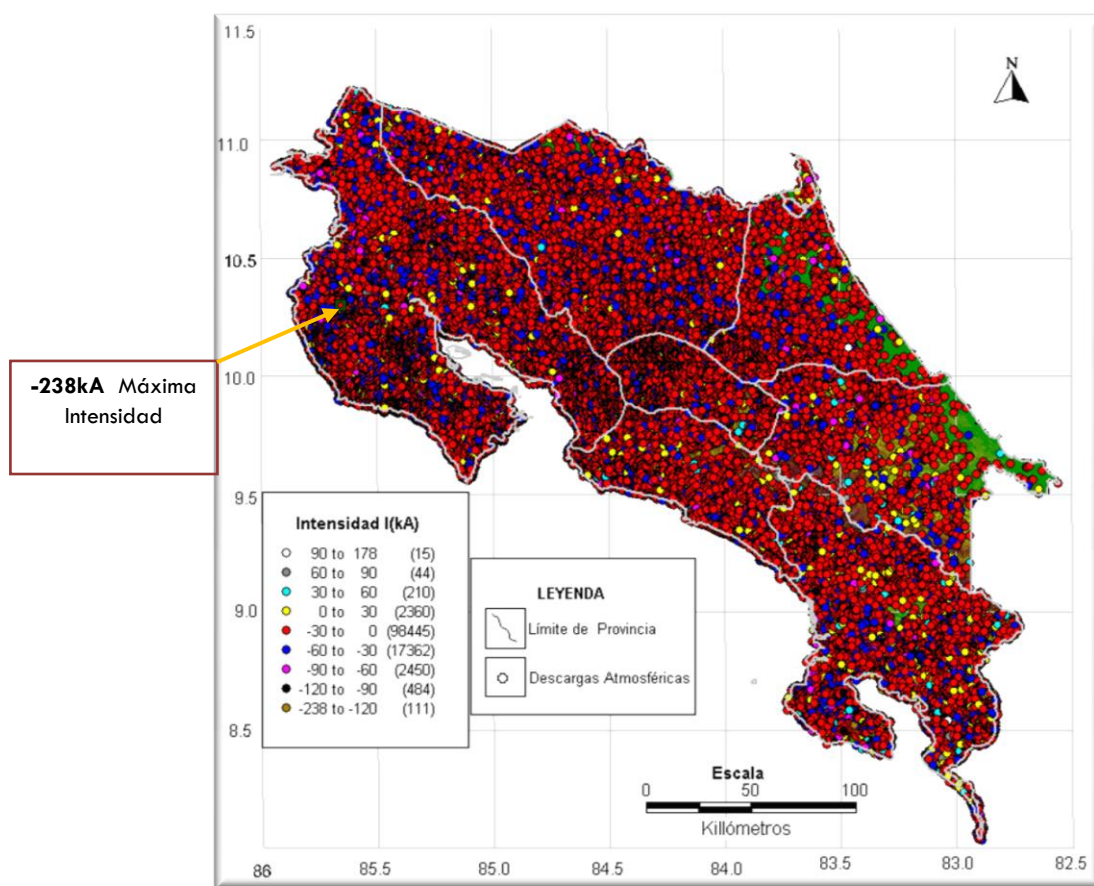 11.5
N
11.0
10.5
-238kA Máxima
Intensidad
10.0
9.5
Intensidad I(kA)
90 to 178 (15)
60 to 90 (44)
30 to 60 (210)
0 to 30 (2360)
-30 to 0 (98445)
-60 to -30 (17362)
-90 to -60 (2450)
-120 to -90 (484)
-238 to -120 (111)
LEYENDA
Límite de Provincia
Descargas Atmosféricas
9.0
8.5
Escala
0 50 100
Killómetros
86 85.5 85.0 84.5 84.0 83.5 83.0 82.5